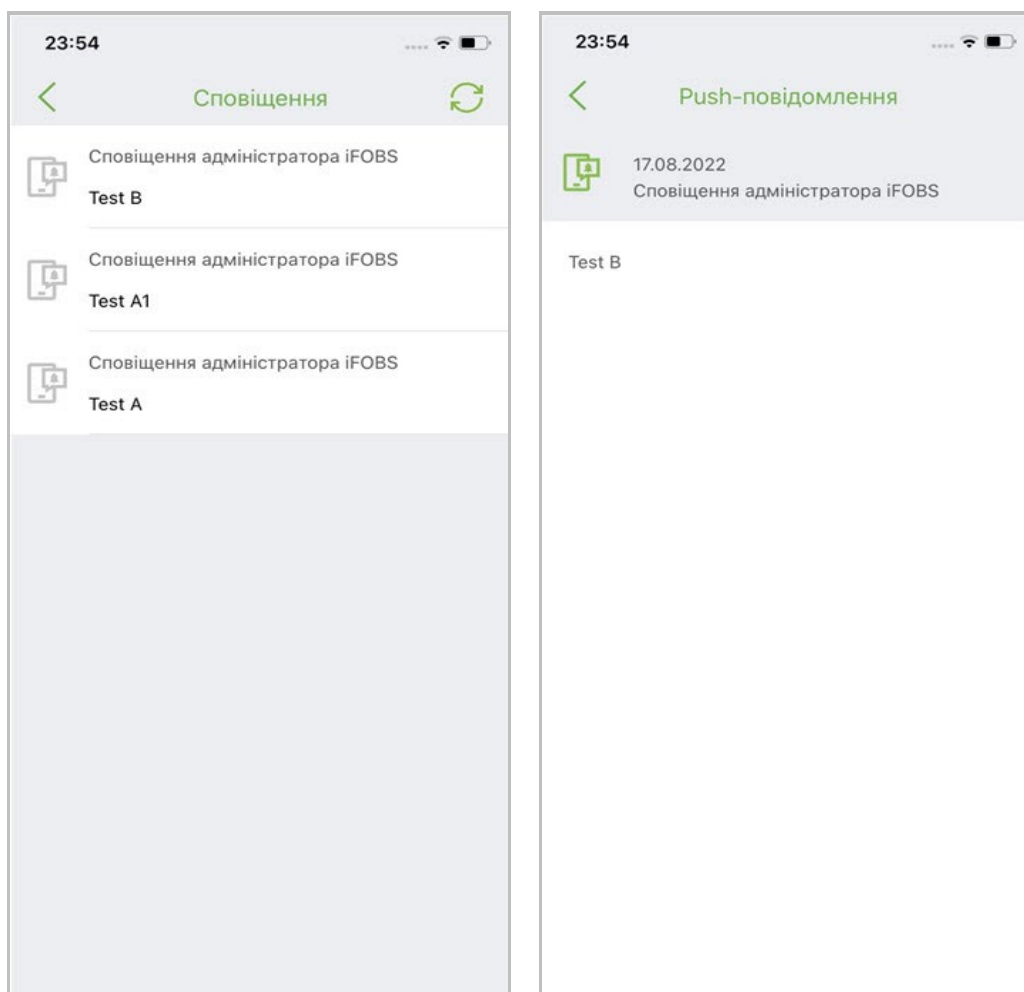 23:54
Сповіщення
Сповіщення адміністратора iFOBS
Test B
Сповіщення адміністратора iFOBS
Test A1
Сповіщення адміністратора iFOBS
Test A
23:54
Push-повідомлення
17.08.2022
Сповіщення адміністратора iFOBS
Test B